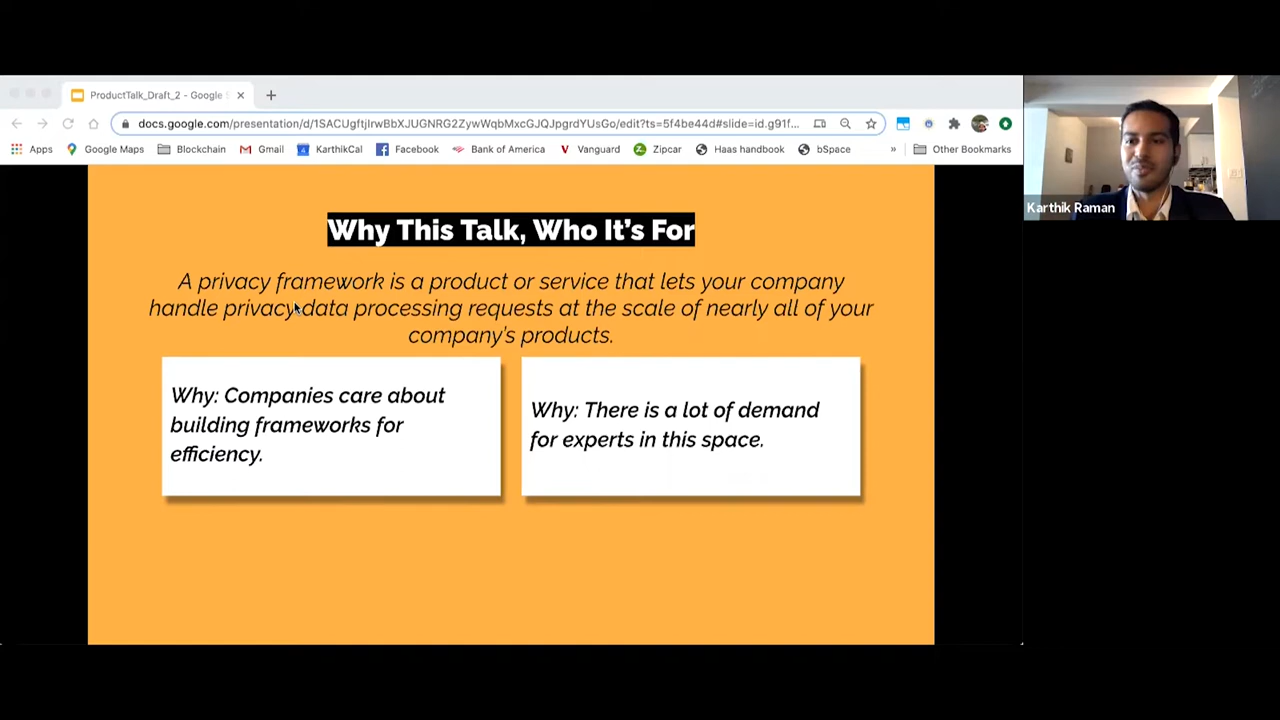 ProductTalk_Draft_2 - Google S
docs.google.com/presentation/d/1SACUgftjIrwBbXJUGNRG2ZywWqbMxcGJQJpgrdYUsGo/edit?ts=5f4be44d#slide=id.g91f...
Apps Google Maps Blockchain Gmail KarthikCal Facebook Bank of America Vanguard Zipcar Haas handbook bSpace » Other Bookmarks
Karthik Raman
Why This Talk, Who It's For
A privacy framework is a product or service that lets your company
handle privacy data processing requests at the scale of nearly all of your
company's products.
Why: Companies care about
building frameworks for
efficiency.
Why: There is a lot of demand
for experts in this space.